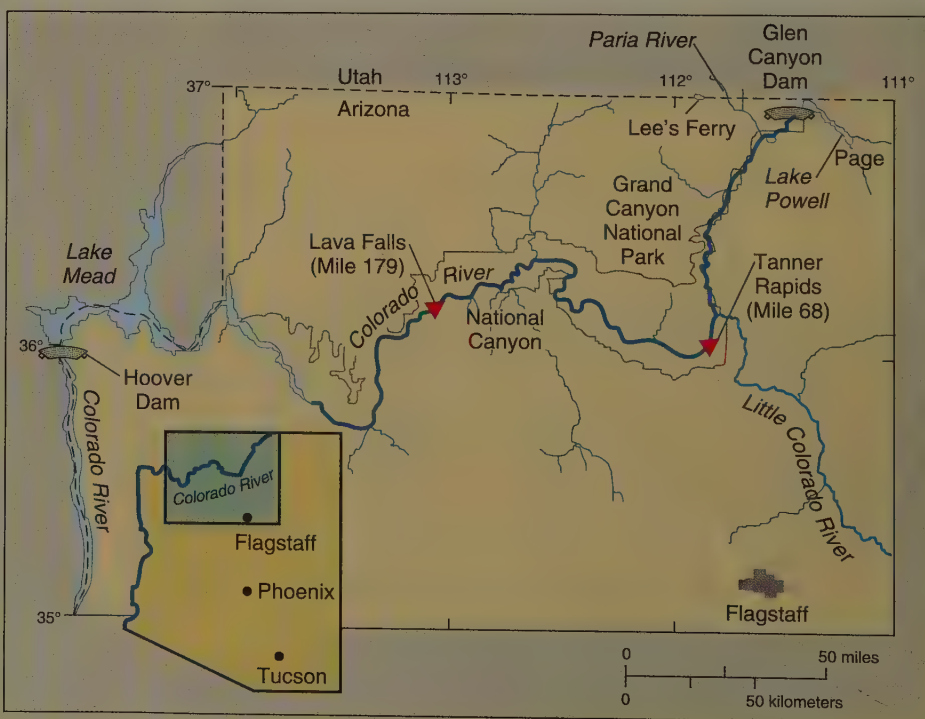 Paria River
Glen
Canyon
Dam
37°
Utah
113°
112°
111°
Arizona
Lee's Ferry
Page
Lake
Powell
Grand
Canyon
National
Park
Lake
Mead
Lava Falls
(Mile 179)
Colorado
River
National
Canyon
Tanner
Rapids
(Mile 68)
36°
Hoover
Dam
Colorado River
Little Colorado River
Colorado River
Flagstaff
Phoenix
Tucson
35°
Flagstaff
0
50 miles
0
50 kilometers